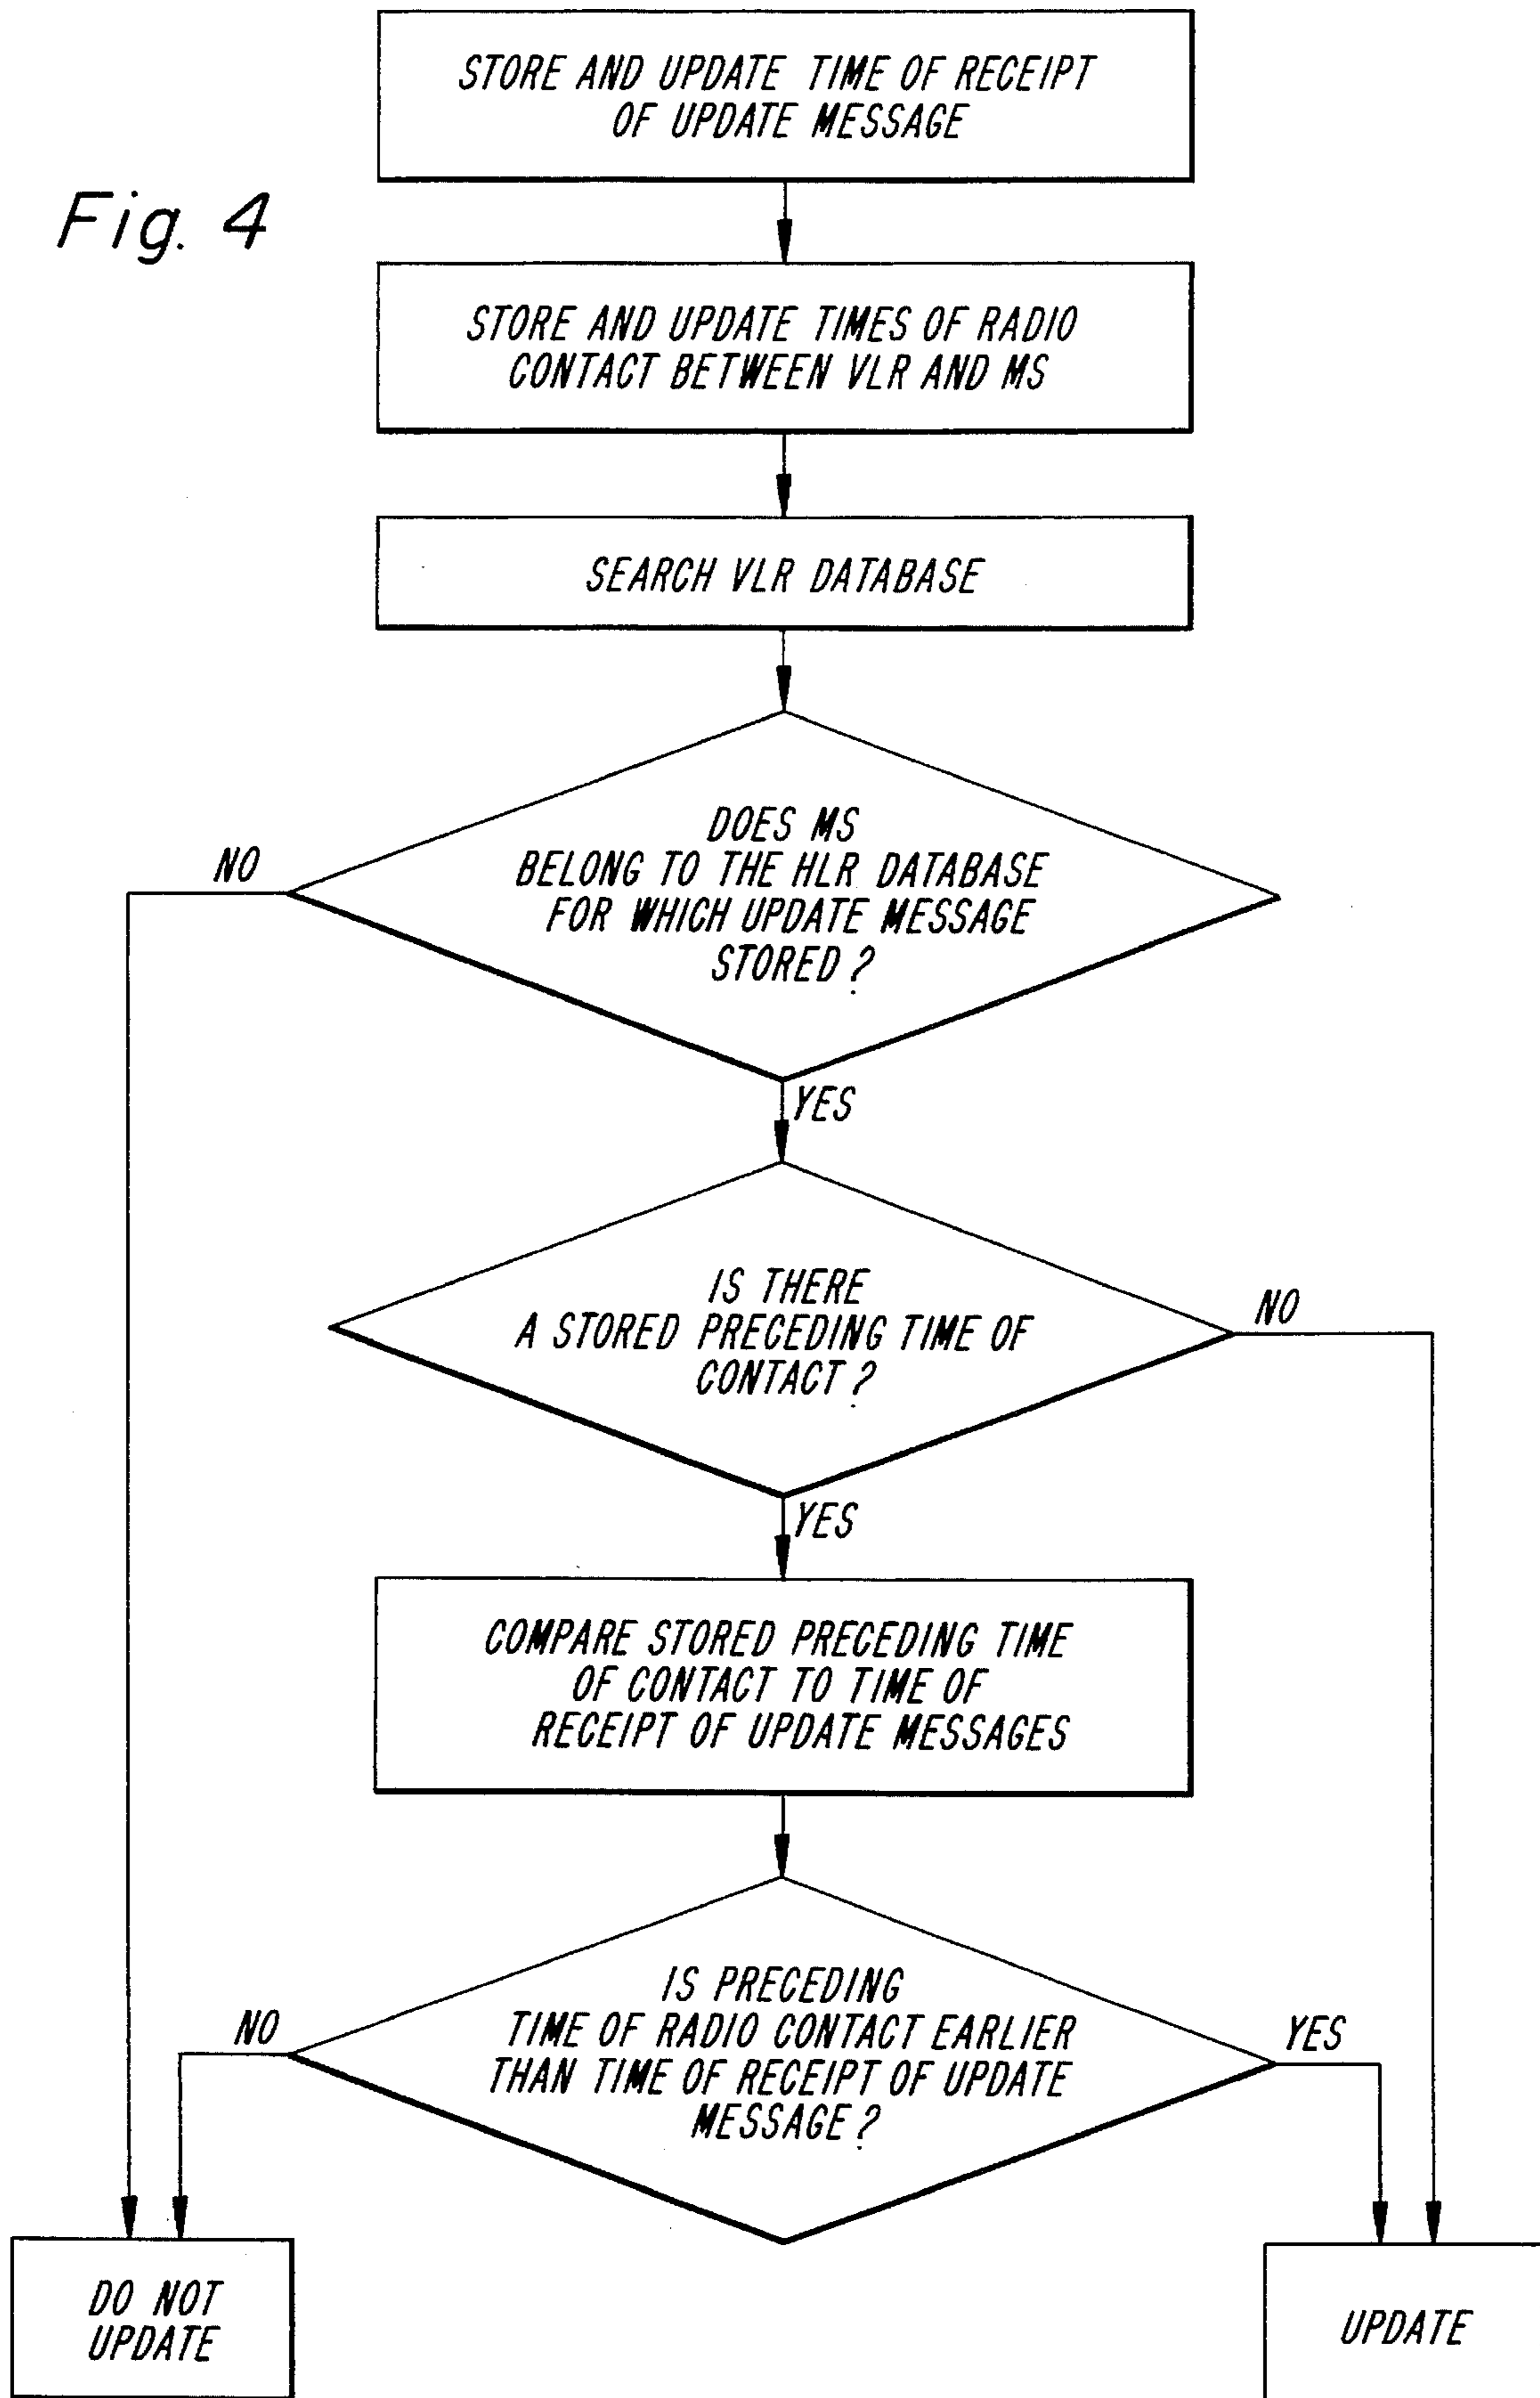 STORE AND UPDATE TIME OF RECEIPT
OF UPDATE MESSAGE
Fig. 4
STORE AND UPDATE TIMES OF RADIO
CONTACT BETWEEN VLR AND MS
SEARCH VLR DATABASE
DOES MS
BELONG TO THE HLR DATABASE
FOR WHICH UPDATE MESSAGE
STORED?
NO
YES
IS THERE
A STORED PRECEDING TIME OF
CONTACT?
NO
YES
COMPARE STORED PRECEDING TIME
OF CONTACT TO TIME OF
RECEIPT OF UPDATE MESSAGES
IS PRECEDING
TIME OF RADIO CONTACT EARLIER
THAN TIME OF RECEIPT OF UPDATE
MESSAGE?
NO
YES
DO NOT
UPDATE
UPDATE